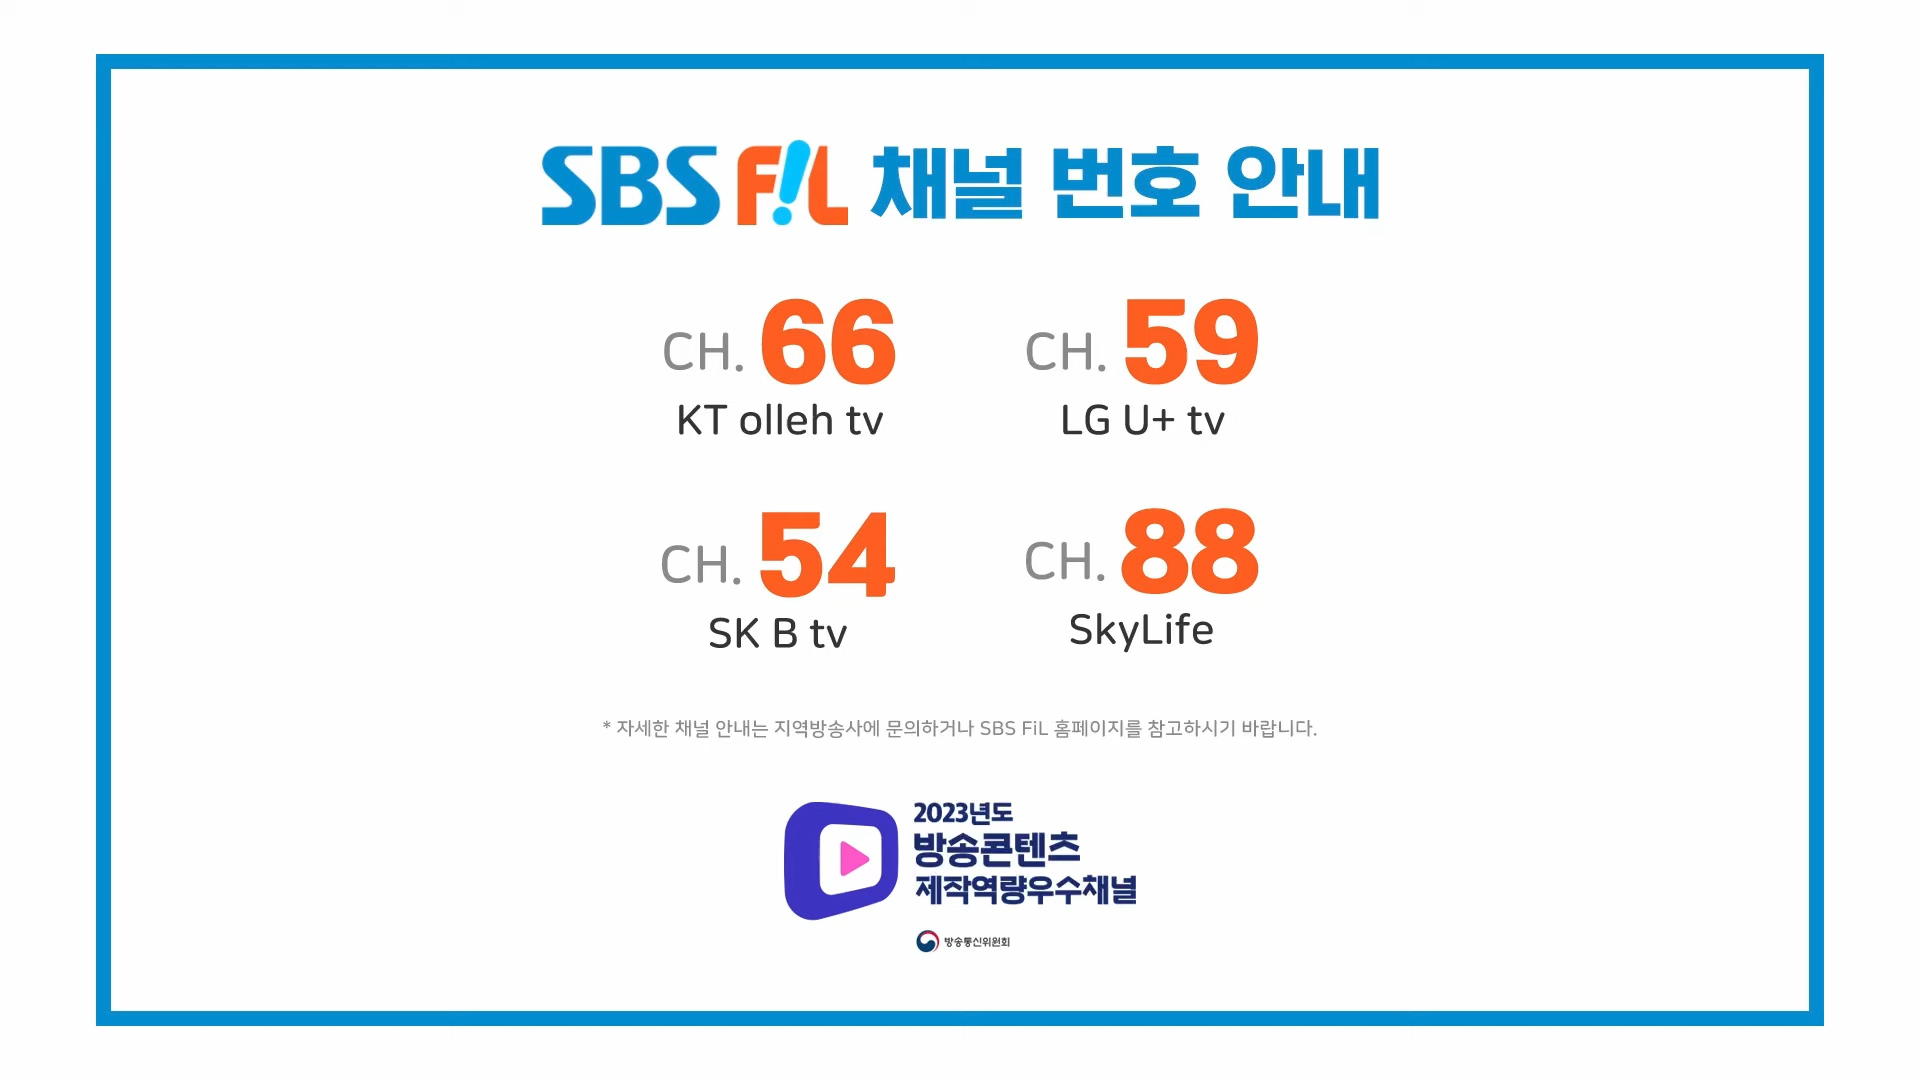 SBS F!L 채널 번호 안내
CH. 66
KT olleh tv
CH. 59
LG U+ tv
CH. 54
SK B tv
CH. 88
SkyLife
* 자세한 채널 안내는 지역방송사에 문의하거나 SBS FiL 홈페이지를 참고하시기 바랍니다.
2023년도
방송콘텐츠
제작역량우수채널
방송통신위원회